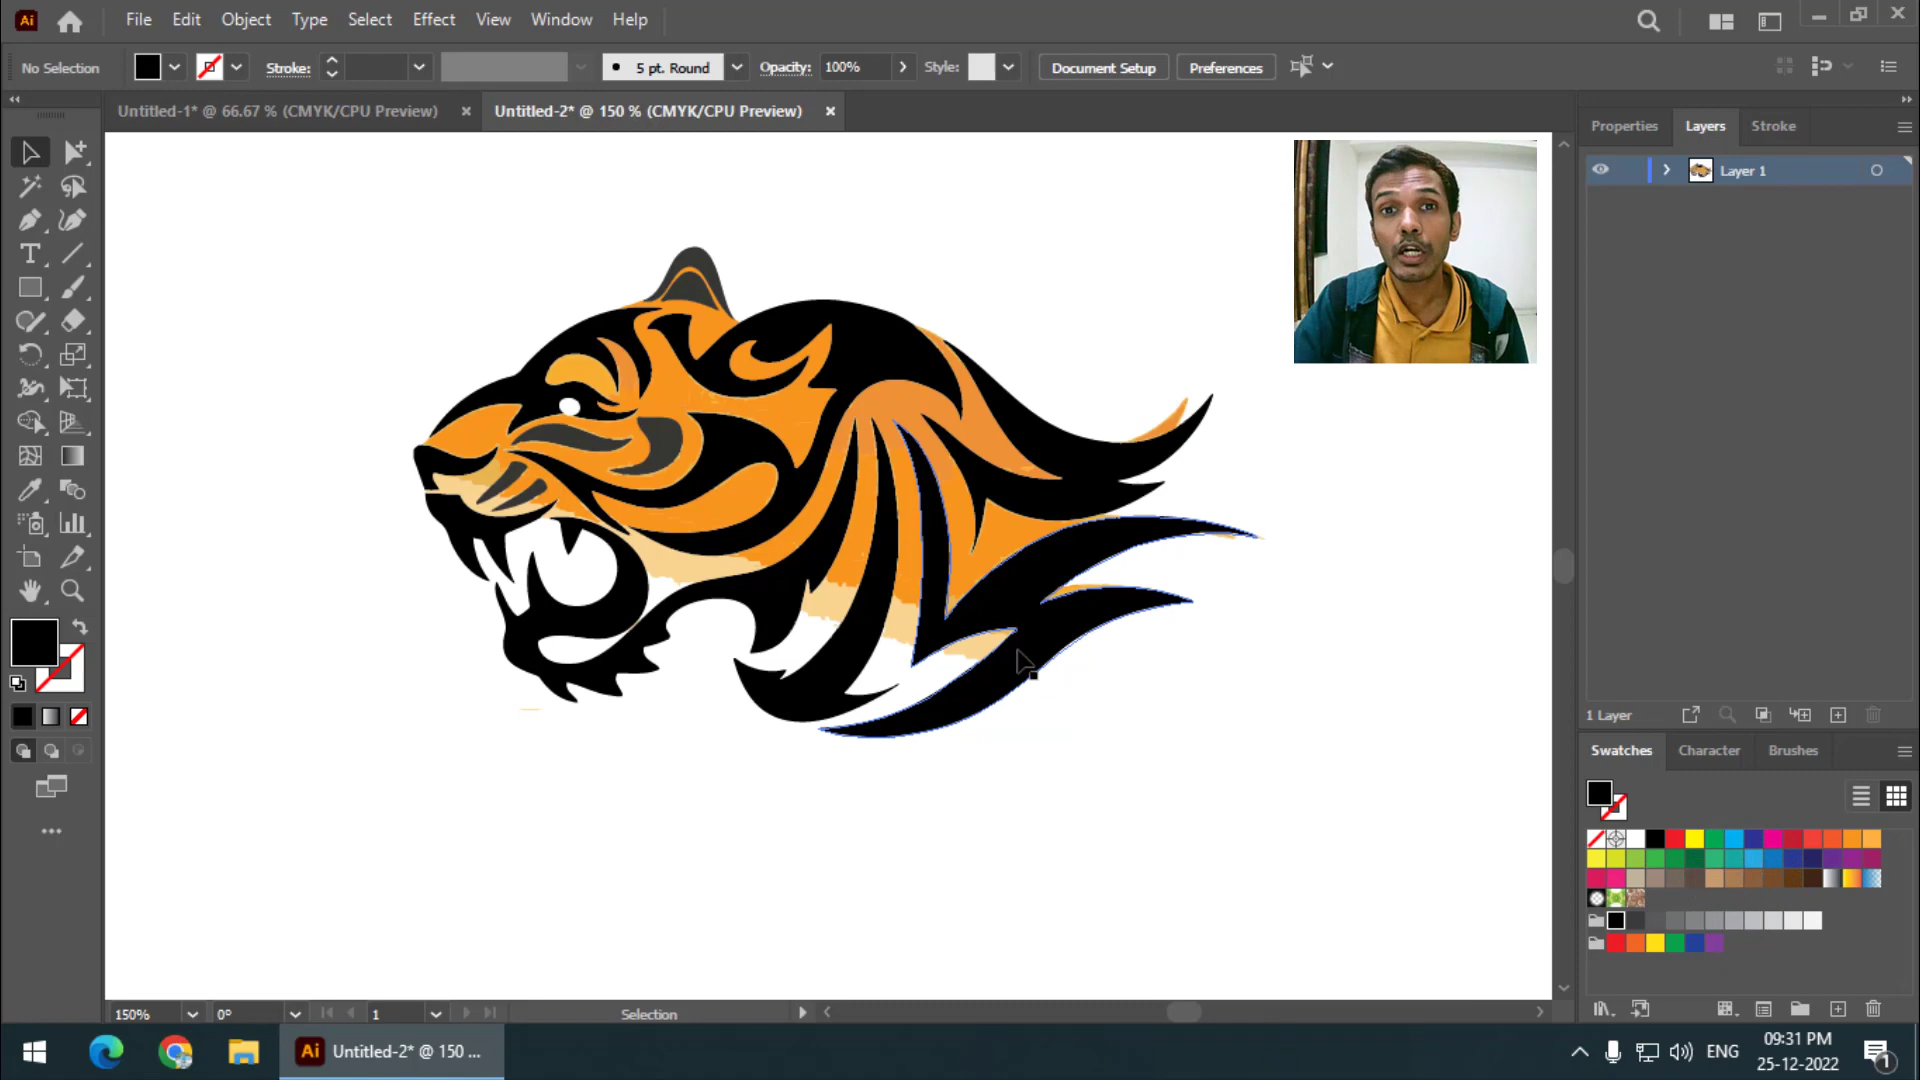 Ai File Edit Object Type Select Effect View Window Help
No Selection Stroke: 5 pt. Round Opacity: 100% Style: Document Setup Preferences
Untitled-1* @ 66.67 % (CMYK/CPU Preview) × Untitled-2* @ 150 % (CMYK/CPU Preview) ×
Properties Layers Stroke
Layer 1
1 Layer
Swatches Character Brushes
150% 0° 1 Selection
Ai Untitled-2* @ 150 ... ENG 09:31 PM
25-12-2022 1